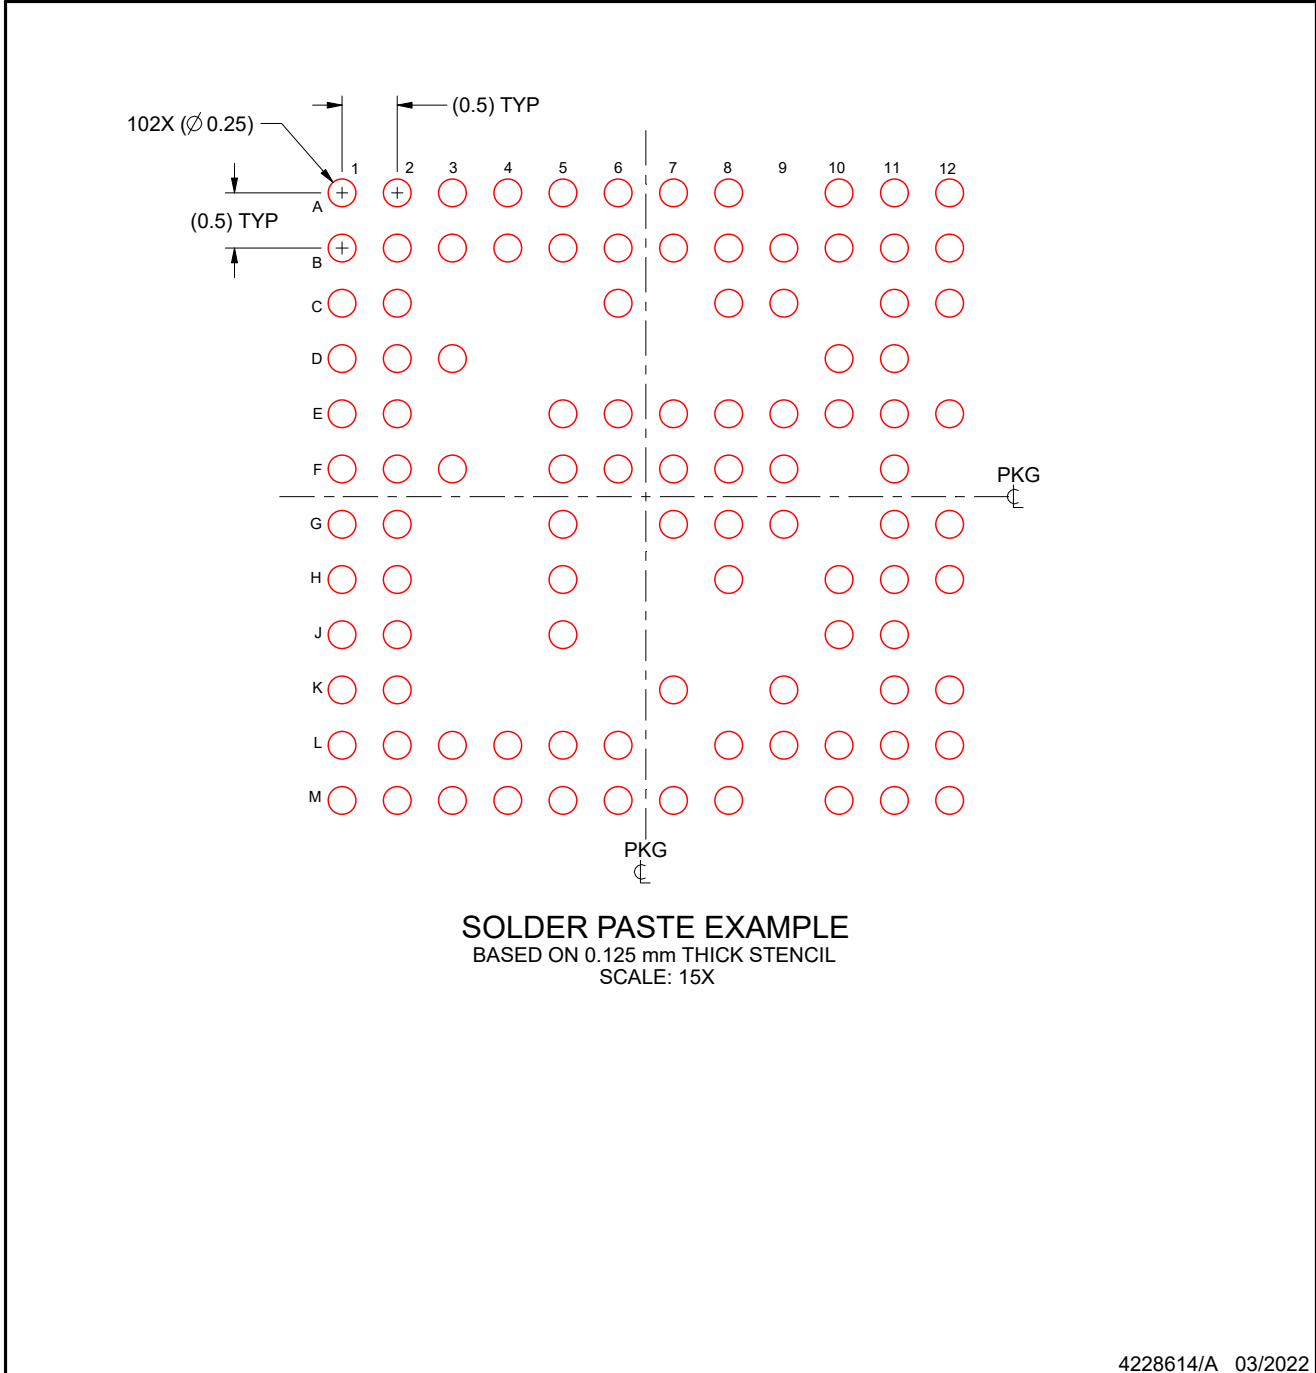 (0.5) TYP
102X (∅ 0.25)
1 2 3 4 5 6 7 8 9 10 11 12
A
(0.5) TYP
B
C
D
E
F
PKG
℄
G
H
J
K
L
M
PKG
℄
SOLDER PASTE EXAMPLE
BASED ON 0.125 mm THICK STENCIL
SCALE: 15X
4228614/A 03/2022